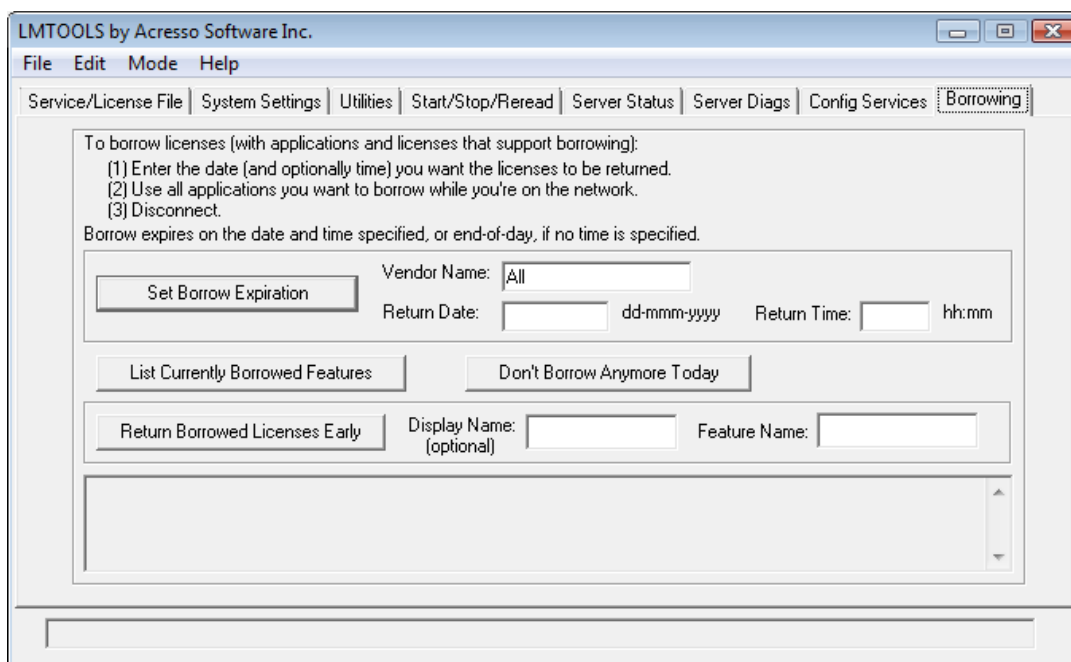 LMTOOLS by Acresso Software Inc.
File Edit Mode Help
Service/License File System Settings Utilities Start/Stop/Reread Server Status Server Diags Config Services Borrowing
To borrow licenses (with applications and licenses that support borrowing):
(1) Enter the date (and optionally time) you want the licenses to be returned.
(2) Use all applications you want to borrow while you're on the network.
(3) Disconnect.
Borrow expires on the date and time specified, or end-of-day, if no time is specified.
Set Borrow Expiration
Vendor Name: All
Return Date: dd-mmm-yyyy Return Time: hh:mm
List Currently Borrowed Features Don't Borrow Anymore Today
Return Borrowed Licenses Early Display Name: Feature Name:
(optional)